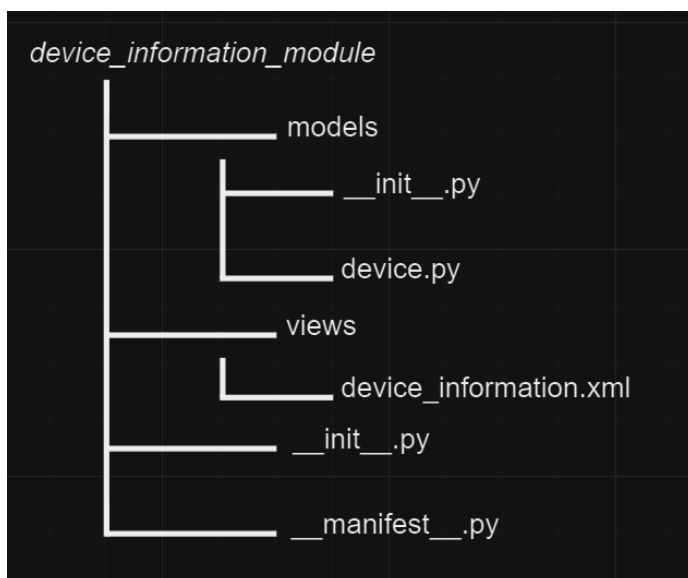 device_information_module
models
__init__.py
device.py
views
device_information.xml
__init__.py
__manifest__.py